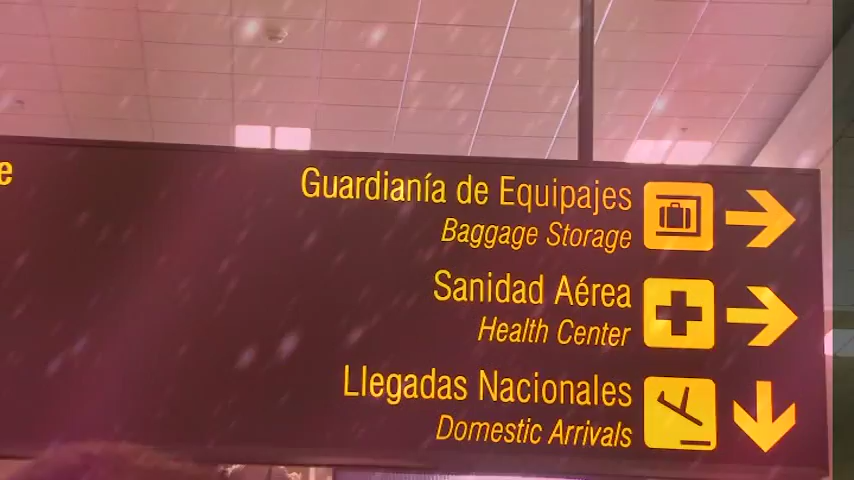 Guardianía de Equipajes
Baggage Storage
Sanidad Aérea
Health Center
Llegadas Nacionales
Domestic Arrivals